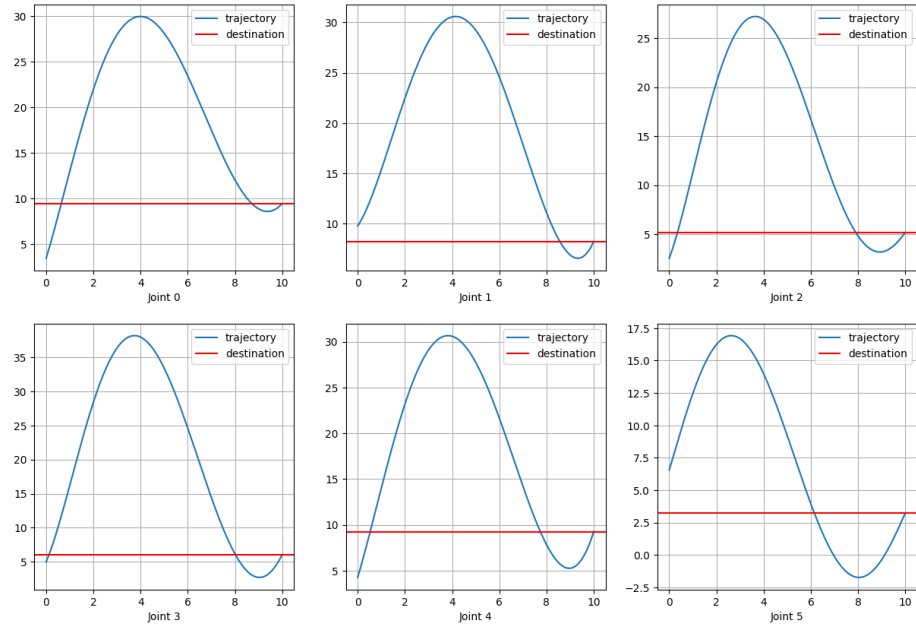 30
25
20
15
10
5
0 2 4 6 8 10
Joint 0
trajectory
destination
30
25
20
15
10
0 2 4 6 8 10
Joint 1
trajectory
destination
25
20
15
10
5
0 2 4 6 8 10
Joint 2
trajectory
destination
35
30
25
20
15
10
5
0 2 4 6 8 10
Joint 3
trajectory
destination
30
25
20
15
10
5
0 2 4 6 8 10
Joint 4
trajectory
destination
17.5
15.0
12.5
10.0
7.5
5.0
2.5
0.0
−2.5
0 2 4 6 8 10
Joint 5
trajectory
destination